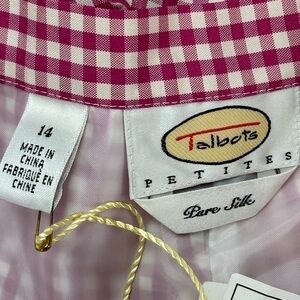 14
MADE IN
CHINA
FABRIQUÉ EN
CHINE
Talbots
PETITES
Pure Silk